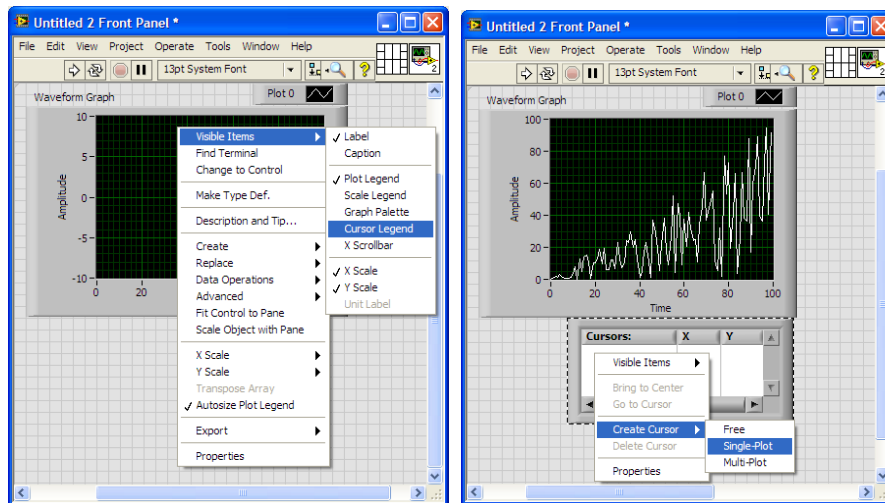 Untitled 2 Front Panel *
File Edit View Project Operate Tools Window Help
13pt System Font
2
Waveform Graph
Plot 0
10
5
0
-5
-10
Amplitude
0 20
Visible Items
Find Terminal
Change to Control
Make Type Def.
Description and Tip...
Create
Replace
Data Operations
Advanced
Fit Control to Pane
Scale Object with Pane
X Scale
Y Scale
Transpose Array
Autosize Plot Legend
Export
Properties
Label
Caption
Plot Legend
Scale Legend
Graph Palette
Cursor Legend
X Scrollbar
X Scale
Y Scale
Unit Label
Untitled 2 Front Panel *
File Edit View Project Operate Tools Window Help
13pt System Font
2
Waveform Graph
Plot 0
100
80
60
40
20
0
Amplitude
0 20 40 60 80 100
Time
Cursors: X Y
Visible Items
Bring to Center
Go to Cursor
Create Cursor
Delete Cursor
Properties
Free
Single-Plot
Multi-Plot